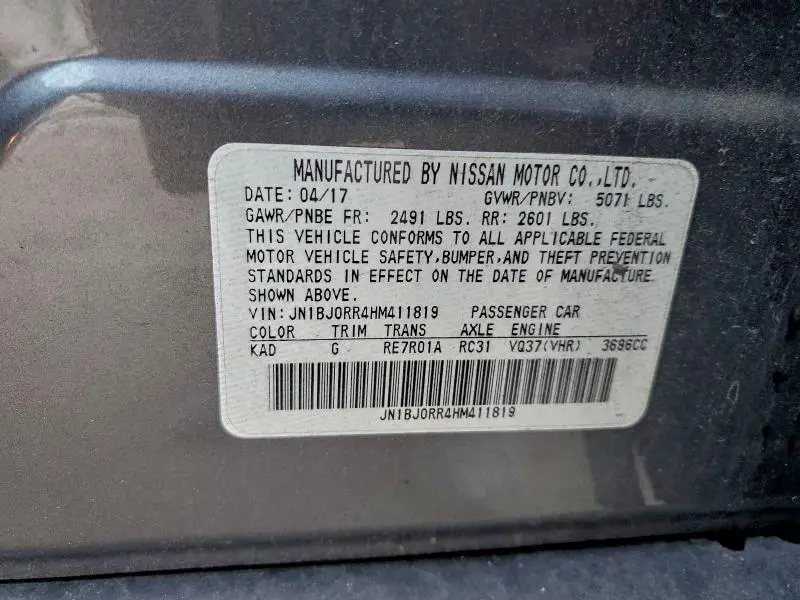 MANUFACTURED BY NISSAN MOTOR CO.,LTD.
DATE: 04/17 GVWR/PNBV: 5071 LBS.
GAWR/PNBE FR: 2491 LBS. RR: 2601 LBS.
THIS VEHICLE CONFORMS TO ALL APPLICABLE FEDERAL
MOTOR VEHICLE SAFETY,BUMPER,AND THEFT PREVENTION
STANDARDS IN EFFECT ON THE DATE OF MANUFACTURE
SHOWN ABOVE.
VIN:JN1BJ0RR4HM411819 PASSENGER CAR
COLOR TRIM TRANS AXLE ENGINE
KAD G RE7R01A RC31 VQ37(VHR) 3696CC
JN1BJ0RR4HM411819